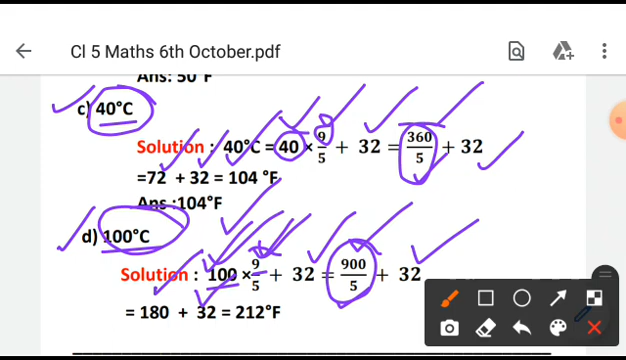 Cl 5 Maths 6th October.pdf
Ans: 50°F
c) 40°C
Solution : 40°C = 40 × 9/5 + 32 = 360/5 + 32
=72 + 32 = 104 °F
Ans :104°F
d) 100°C
Solution : 100 × 9/5 + 32 = 900/5 + 32
= 180 + 32 = 212°F